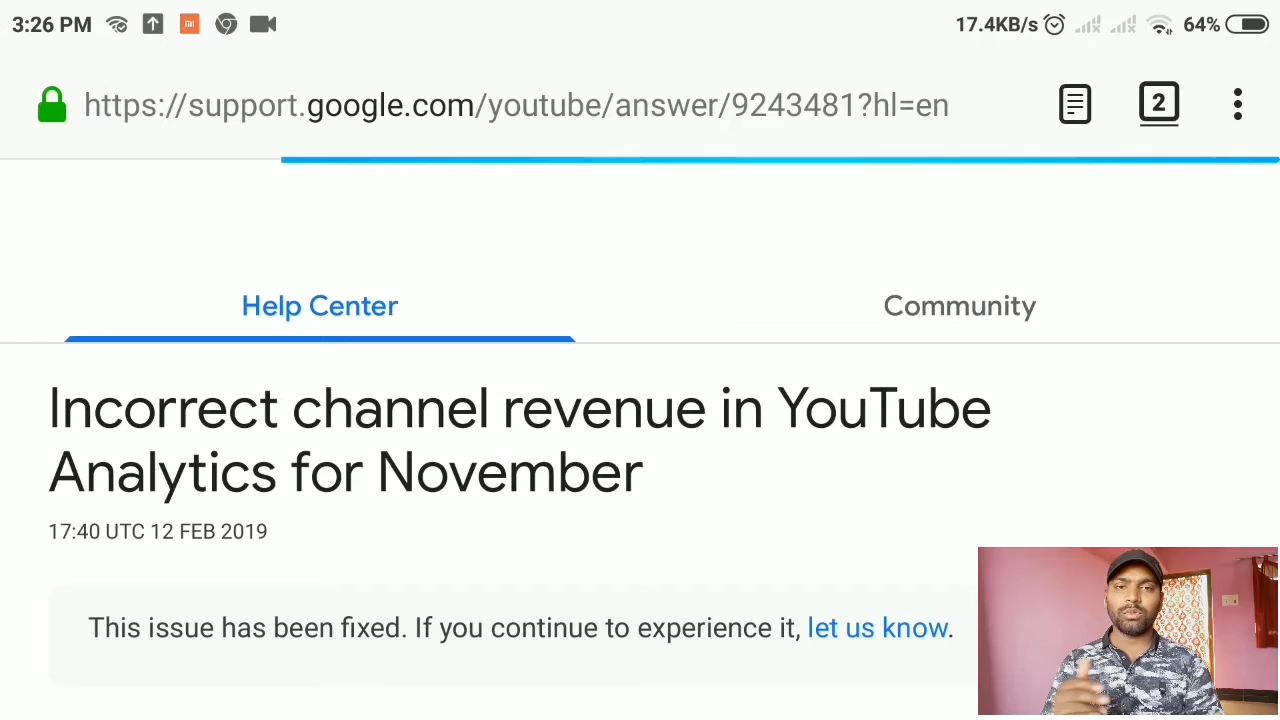 3:26 PM 17.4KB/s 64%
https://support.google.com/youtube/answer/9243481?hl=en 2
Help Center Community
Incorrect channel revenue in YouTube
Analytics for November
17:40 UTC 12 FEB 2019
This issue has been fixed. If you continue to experience it, let us know.